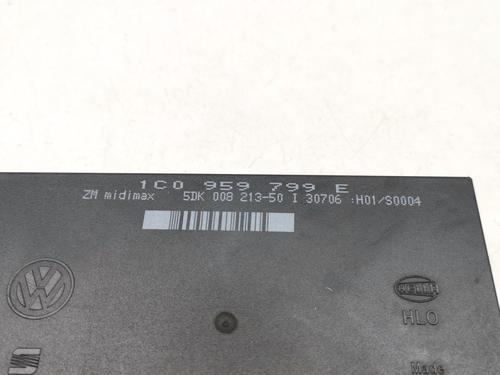 1C0 959 799 E
ZM midimax 5DK 008 213-50 I 30706 :H01/S0004
HELLA
HLO
Made